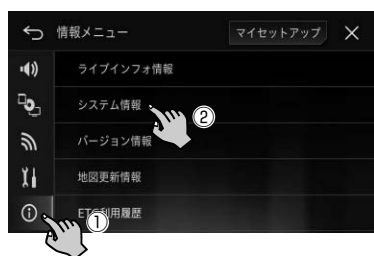 情報メニュー
マイセットアップ
ライブインフォ情報
システム情報
②
バージョン情報
地図更新情報
ETC利用履歴
①